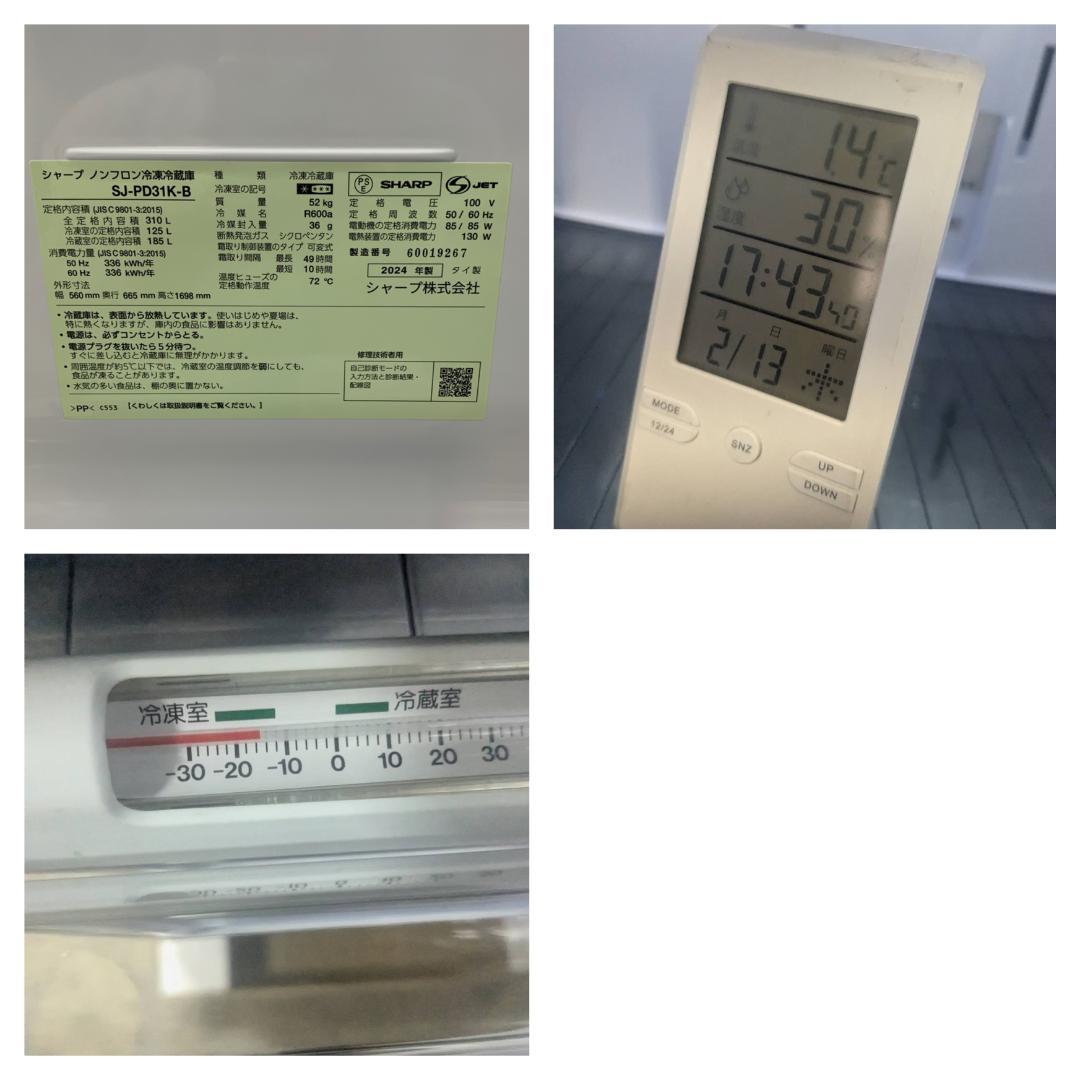 シャープ ノンフロン冷凍冷蔵庫
SJ-PD31K-B
定格内容積 (JIS C 9801-3:2015)
全定格内容積 310 L
冷凍室の定格内容積 125 L
冷蔵室の定格内容積 185 L
消費電力量 (JIS C 9801-3:2015)
50 Hz 336 kWh/年
60 Hz 336 kWh/年
外形寸法
幅 560 mm 奥行 665 mm 高さ1698 mm
種類 冷凍冷蔵庫
冷凍室の記号
質量 52 kg
冷媒名 R600a
冷媒封入量 36 g
断熱発泡ガス シクロペンタン
霜取り制御装置のタイプ 可変式
霜取り間隔 最長 49 時間
最短 10 時間
温度ヒューズの
定格動作温度 72 ℃
PS
E
SHARP
JET
定格電圧 100 V
定格周波数 50 / 60 Hz
電動機の定格消費電力 85 / 85 W
電熱装置の定格消費電力 130 W
製造番号 60019267
2024 年製 タイ製
シャープ株式会社
・冷蔵庫は、表面から放熱しています。使いはじめや夏場は、
特に熱くなりますが、庫内の食品に影響はありません。
・電源は、必ずコンセントからとる。
・電源プラグを抜いたら5分待つ。
すぐに差し込むと冷蔵庫に無理がかかります。
・周囲温度が約5℃以下では、冷蔵室の温度調節を弱にしても、
食品が凍ることがあります。
・水気の多い食品は、棚の奥に置かない。
>PP< C553 【くわしくは取扱説明書をご覧ください。】
修理技術者用
自己診断モードの
入力方法と診断結果・
配線図
1.4℃
湿度
30%
17:43 40
月 日 曜日
2/13 水
MODE
12/24
SNZ
UP
DOWN
冷凍室 冷蔵室
-30 -20 -10 0 10 20 30